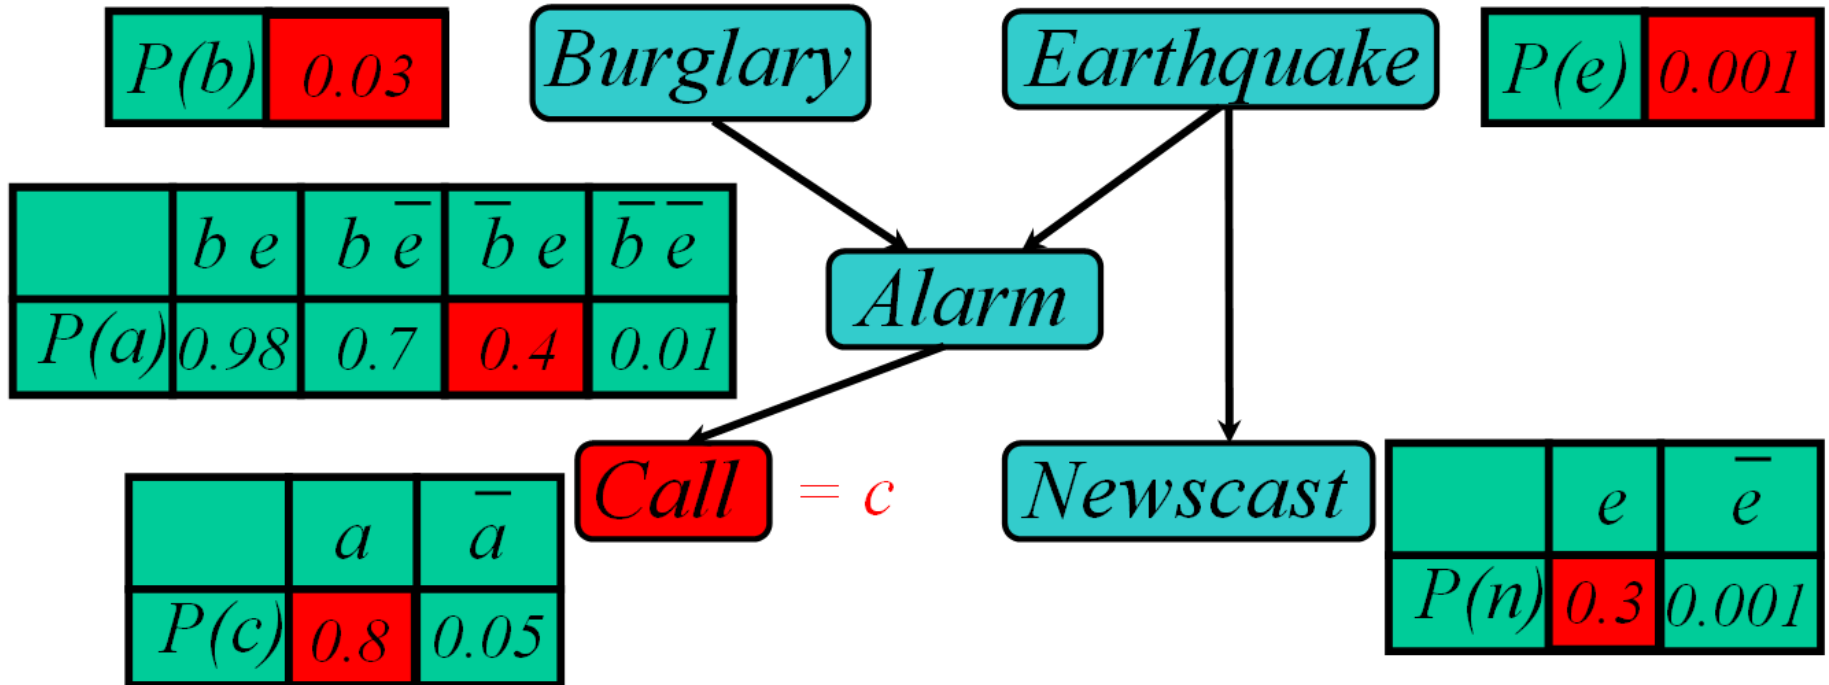 P(b) 0.03
Burglary
Earthquake
P(e) 0.001
b e b e̅ b̅ e b̅ e̅
P(a) 0.98 0.7 0.4 0.01
Alarm
Call = c
Newscast
a a̅
P(c) 0.8 0.05
e e̅
P(n) 0.3 0.001